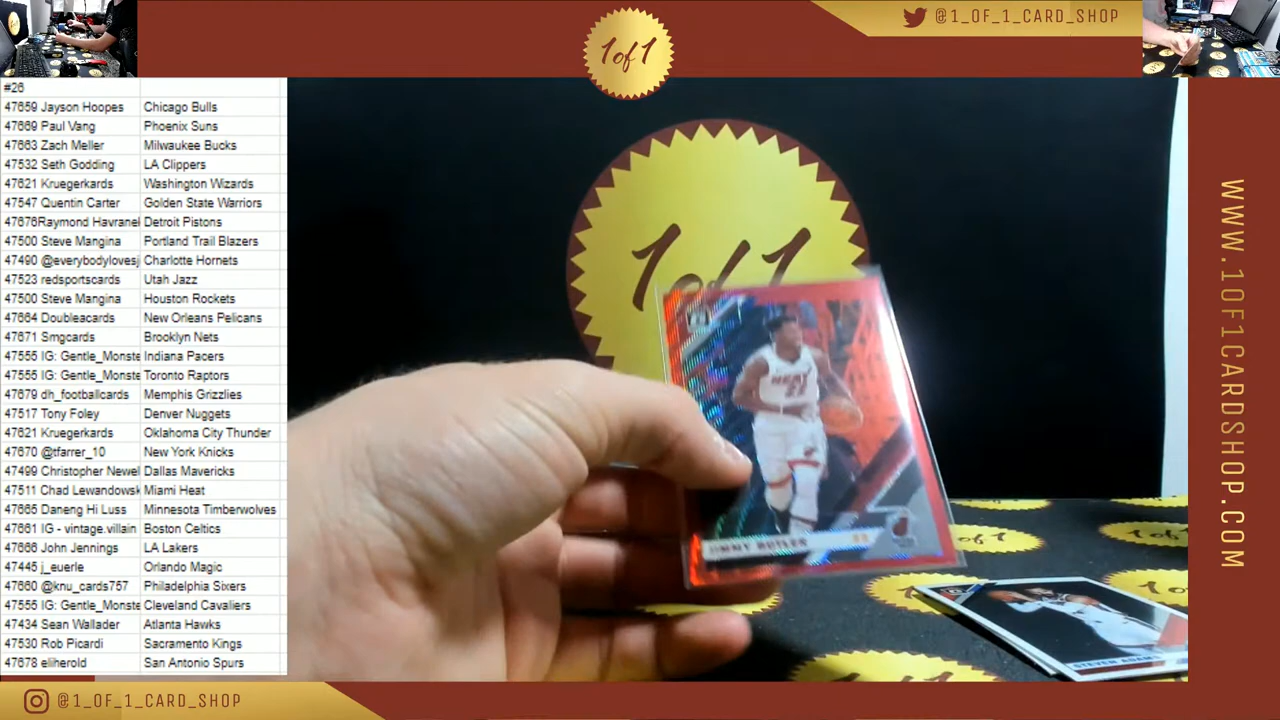 @1_OF_1_CARD_SHOP
1of1
#26
47659 Jayson Hoopes Chicago Bulls
47669 Paul Vang Phoenix Suns
47663 Zach Meller Milwaukee Bucks
47532 Seth Godding LA Clippers
47621 Kruegerkards Washington Wizards
47547 Quentin Carter Golden State Warriors
47676Raymond Havranel Detroit Pistons
47500 Steve Mangina Portland Trail Blazers
47490 @everybodylovesj Charlotte Hornets
47523 redsportscards Utah Jazz
47500 Steve Mangina Houston Rockets
47664 Doubleacards New Orleans Pelicans
47671 Smgcards Brooklyn Nets
47555 IG: Gentle_Monste Indiana Pacers
47555 IG: Gentle_Monste Toronto Raptors
47679 dh_footballcards Memphis Grizzlies
47517 Tony Foley Denver Nuggets
47621 Kruegerkards Oklahoma City Thunder
47670 @tfarrer_10 New York Knicks
47499 Christopher Newel Dallas Mavericks
47511 Chad Lewandowsk Miami Heat
47665 Daneng Hi Luss Minnesota Timberwolves
47661 IG - vintage.villain Boston Celtics
47666 John Jennings LA Lakers
47445 j_euerle Orlando Magic
47660 @knu_cards757 Philadelphia Sixers
47555 IG: Gentle_Monste Cleveland Cavaliers
47434 Sean Wallader Atlanta Hawks
47530 Rob Picardi Sacramento Kings
47678 eliherold San Antonio Spurs
1of1
HEAT
JIMMY BUTLER
STEVEN ADAMS
WWW.1OF1CARDSHOP.COM
@1_OF_1_CARD_SHOP